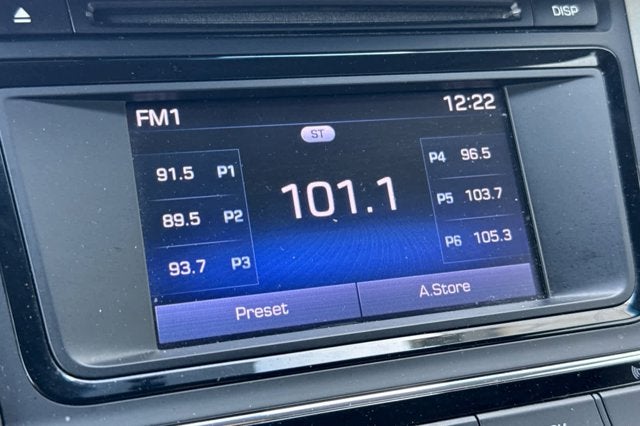 DISP
FM1 12:22
ST
91.5 P1
89.5 P2
93.7 P3
101.1
P4 96.5
P5 103.7
P6 105.3
Preset A.Store